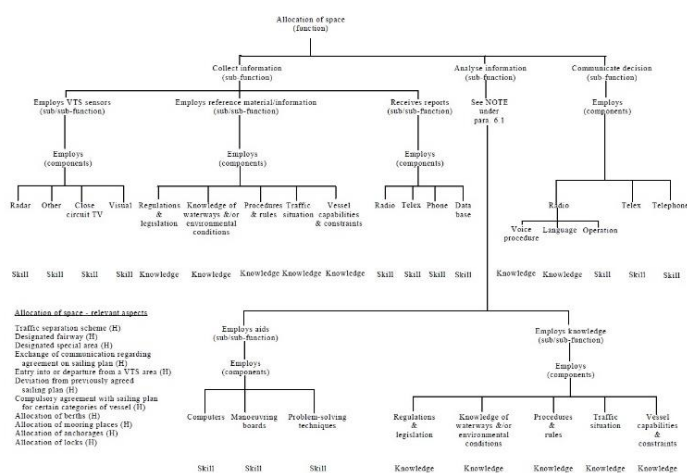 Allocation of space
(function)
Collect information
(sub-function)
Analyse information
(sub-function)
Communicate decision
(sub-function)
Employs VTS sensors
(sub/sub-function)
Employs reference material/information
(sub/sub-function)
Receives reports
(sub/sub-function)
See NOTE
under
para. 6.1
Employs
(components)
Employs
(components)
Employs
(components)
Employs
(components)
Radar
Other
Close
circuit TV
Visual
Regulations
&
legislation
Knowledge of
waterways &/or
environmental
conditions
Procedures
& rules
Traffic
situation
Vessel
capabilities
& constraints
Radio
Telex
Phone
Data
base
Radio
Telex
Telephone
Voice
procedure
Language
Operation
Skill Skill Skill Skill Knowledge Knowledge Knowledge Knowledge Knowledge Skill Skill Skill Skill Knowledge Knowledge Skill Skill Skill
Allocation of space - relevant aspects
Traffic separation scheme (H)
Designated fairway (H)
Designated special area (H)
Exchange of communication regarding
agreement on sailing plan (H)
Entry into or departure from a VTS area (H)
Deviation from previously agreed
sailing plan (H)
Compulsory agreement with sailing plan
for certain categories of vessel (H)
Allocation of berths (H)
Allocation of mooring places (H)
Allocation of anchorages (H)
Allocation of locks (H)
Employs aids
(sub/sub-function)
Employs
(components)
Computers
Manoeuvring
boards
Problem-solving
techniques
Skill Skill Skill
Employs knowledge
(sub/sub-function)
Employs
(components)
Regulations
&
legislation
Knowledge of
waterways &/or
environmental
conditions
Procedures
&
rules
Traffic
situation
Vessel
capabilities
& constraints
Knowledge Knowledge Knowledge Knowledge Knowledge